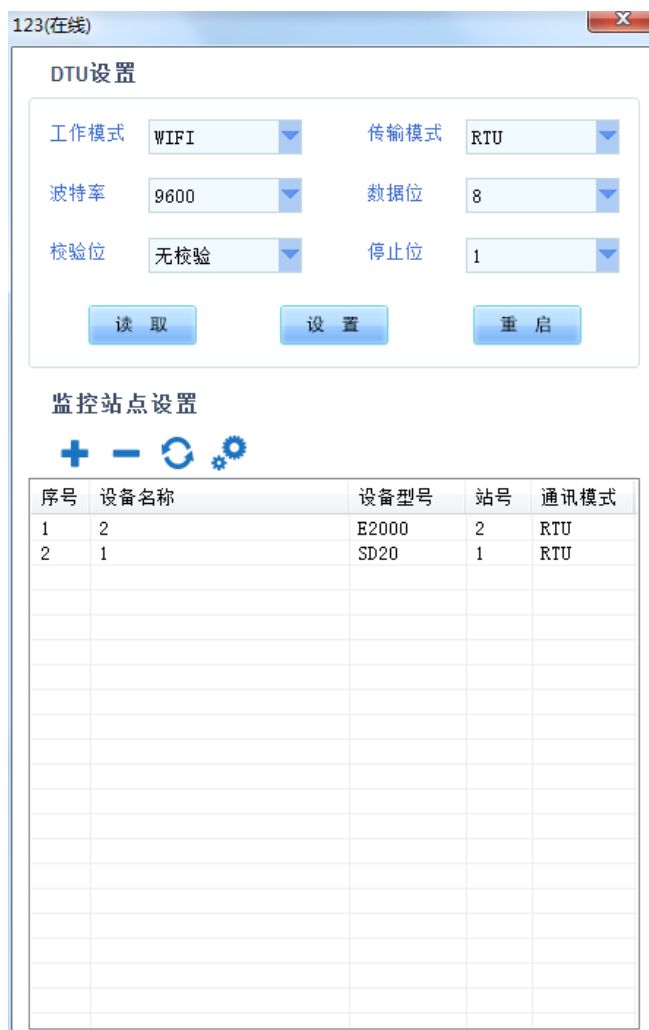 123(在线)
DTU设置
工作模式 WIFI 传输模式 RTU
波特率 9600 数据位 8
校验位 无校验 停止位 1
读 取 设 置 重 启
监控站点设置
序号 设备名称 设备型号 站号 通讯模式
1 2 E2000 2 RTU
2 1 SD20 1 RTU